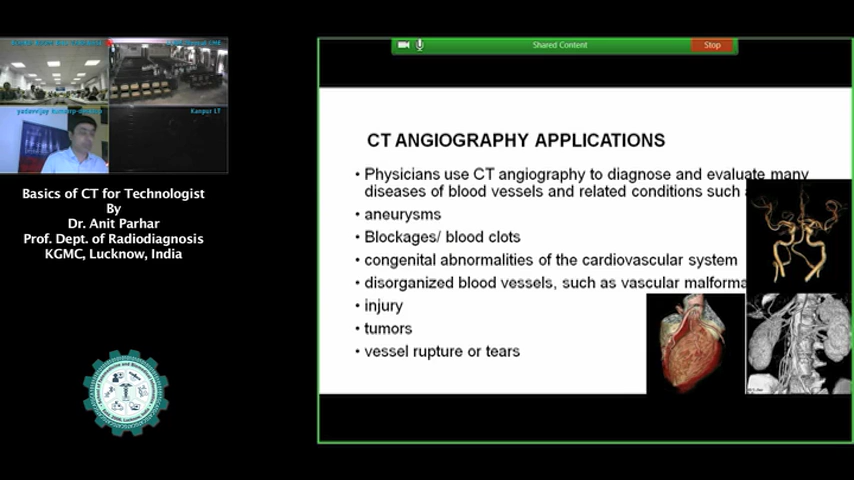 Kanpur LT
Shared Content
Stop
Basics of CT for Technologist
By
Dr. Anit Parhar
Prof. Dept. of Radiodiagnosis
KGMC, Lucknow, India
CT ANGIOGRAPHY APPLICATIONS
• Physicians use CT angiography to diagnose and evaluate many
diseases of blood vessels and related conditions such
• aneurysms
• Blockages/ blood clots
• congenital abnormalities of the cardiovascular system
• disorganized blood vessels, such as vascular malforma
• injury
• tumors
• vessel rupture or tears